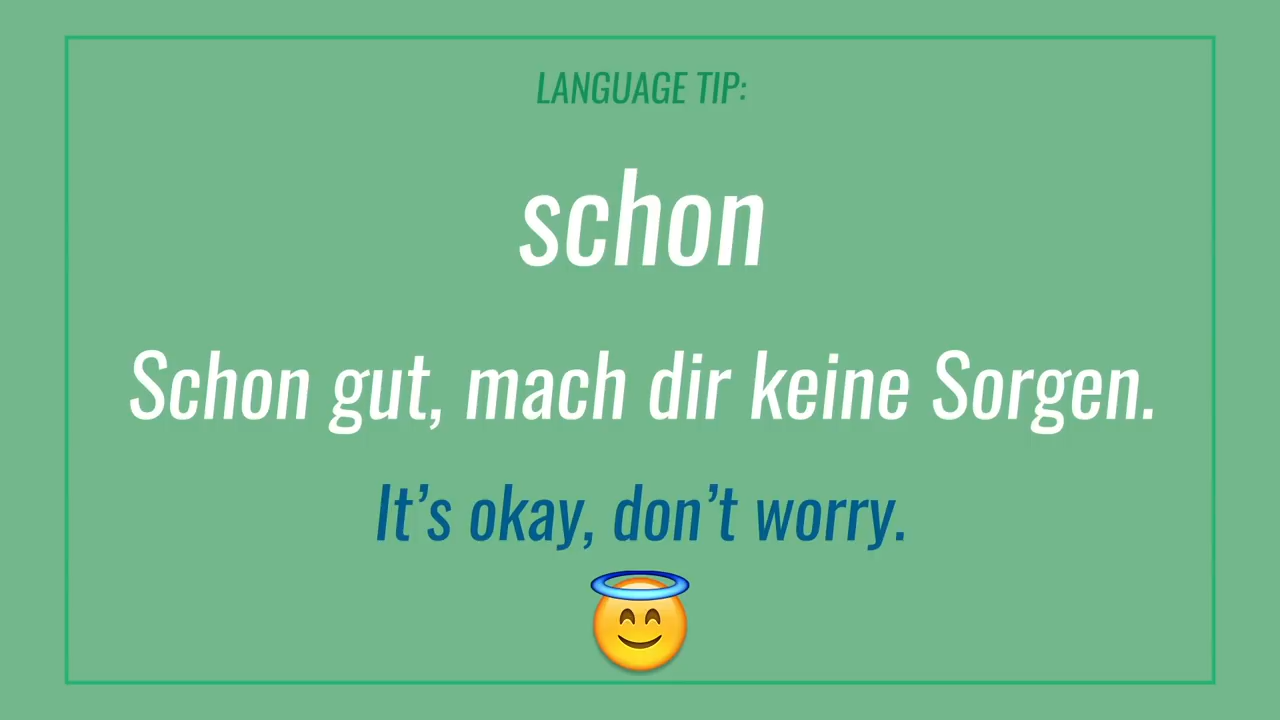 LANGUAGE TIP:
schon
Schon gut, mach dir keine Sorgen.
It’s okay, don’t worry.